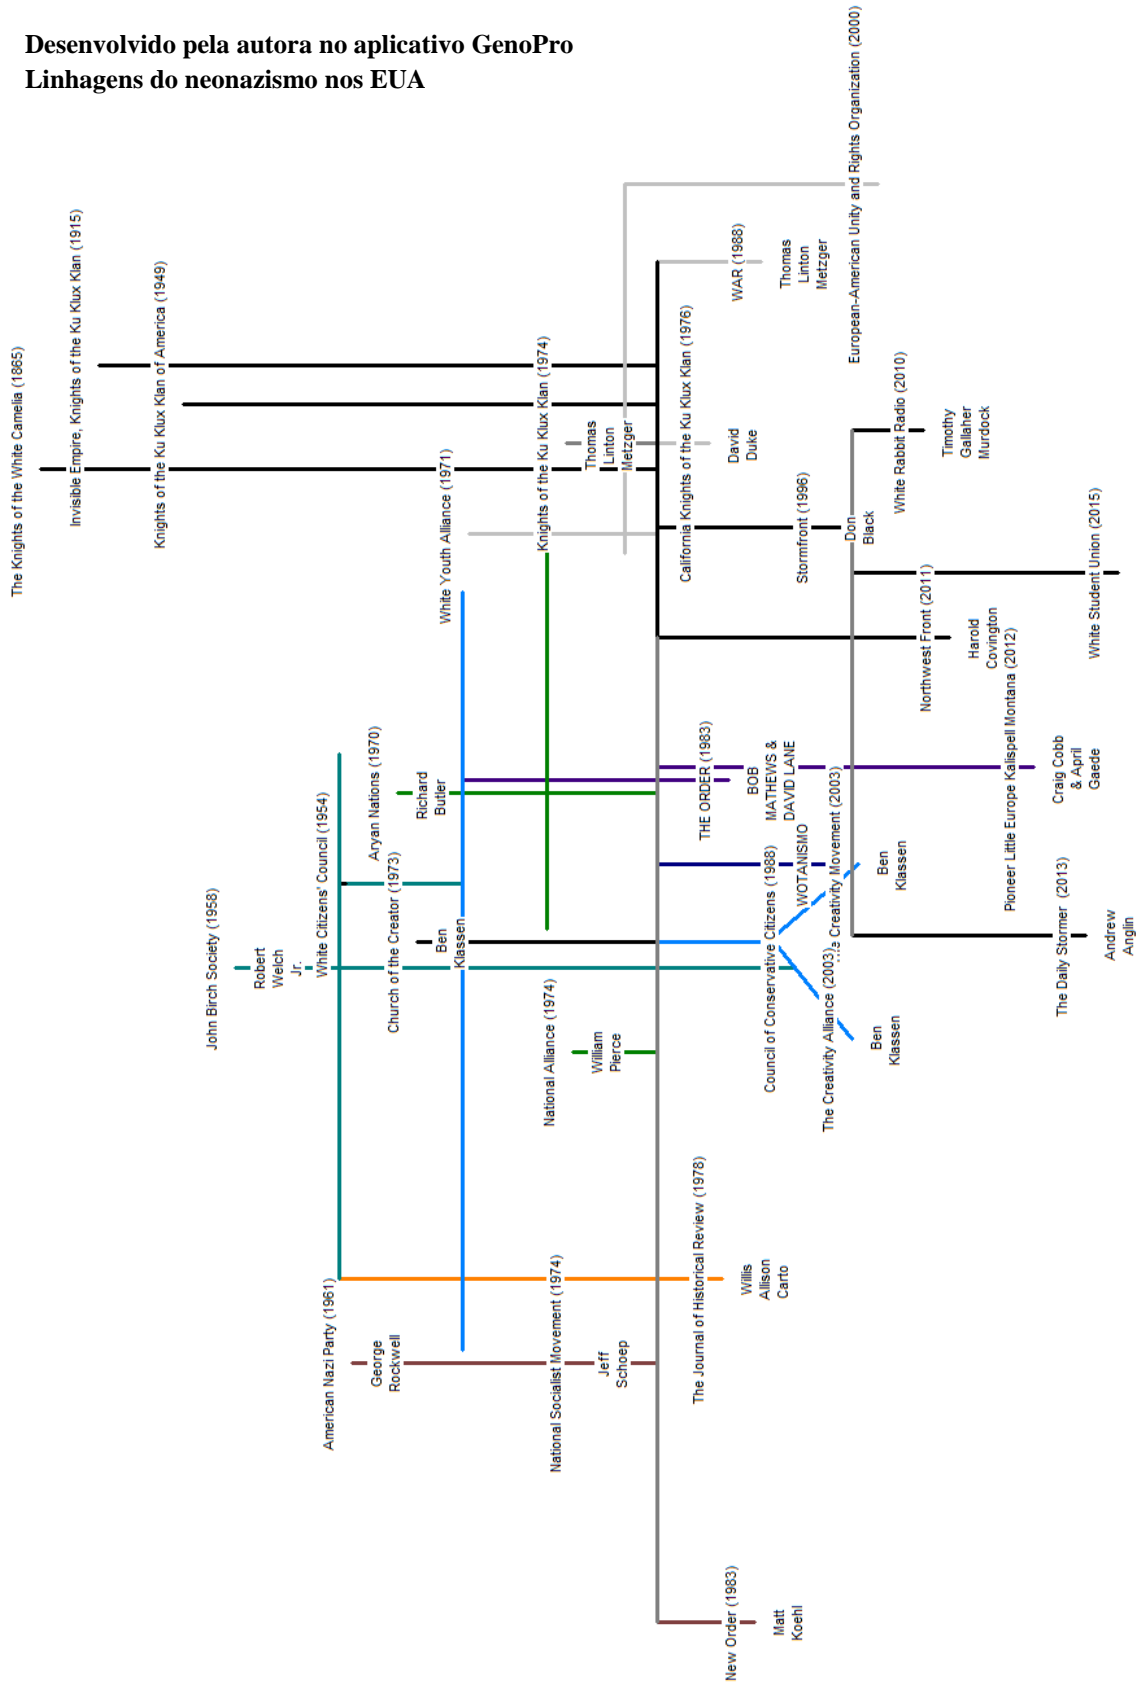 Desenvolvido pela autora no aplicativo GenoPro
Linhagens do neonazismo nos EUA
The Knights of the White Camelia (1865)
Invisible Empire, Knights of the Ku Klux Klan (1915)
Knights of the Ku Klux Klan of America (1949)
John Birch Society (1958)
Robert
Welch
Jr.
White Citizens' Council (1954)
American Nazi Party (1961)
George
Rockwell
Aryan Nations (1970)
Richard
Butler
Church of the Creator (1973)
Ben
Klassen
White Youth Alliance (1971)
Knights of the Ku Klux Klan (1974)
Thomas
Linton
Metzger
David
Duke
National Alliance (1974)
William
Pierce
National Socialist Movement (1974)
Jeff
Schoep
California Knights of the Ku Klux Klan (1976)
WAR (1988)
Thomas
Linton
Metzger
European-American Unity and Rights Organization (2000)
The Journal of Historical Review (1978)
Willis
Allison
Carto
THE ORDER (1983)
BOB
MATHEWS &
DAVID LANE
WOTANISMO
New Order (1983)
Matt
Koehl
Council of Conservative Citizens (1988)
The Creativity Alliance (2003)
Ben
Klassen
Creativity Movement (2003)
Ben
Klassen
Stormfront (1996)
Don
Black
White Rabbit Radio (2010)
Timothy
Gallaher
Murdock
Northwest Front (2011)
Harold
Covington
Pioneer Little Europe Kalispell Montana (2012)
Craig Cobb
& April
Gaede
White Student Union (2015)
The Daily Stormer (2013)
Andrew
Anglin